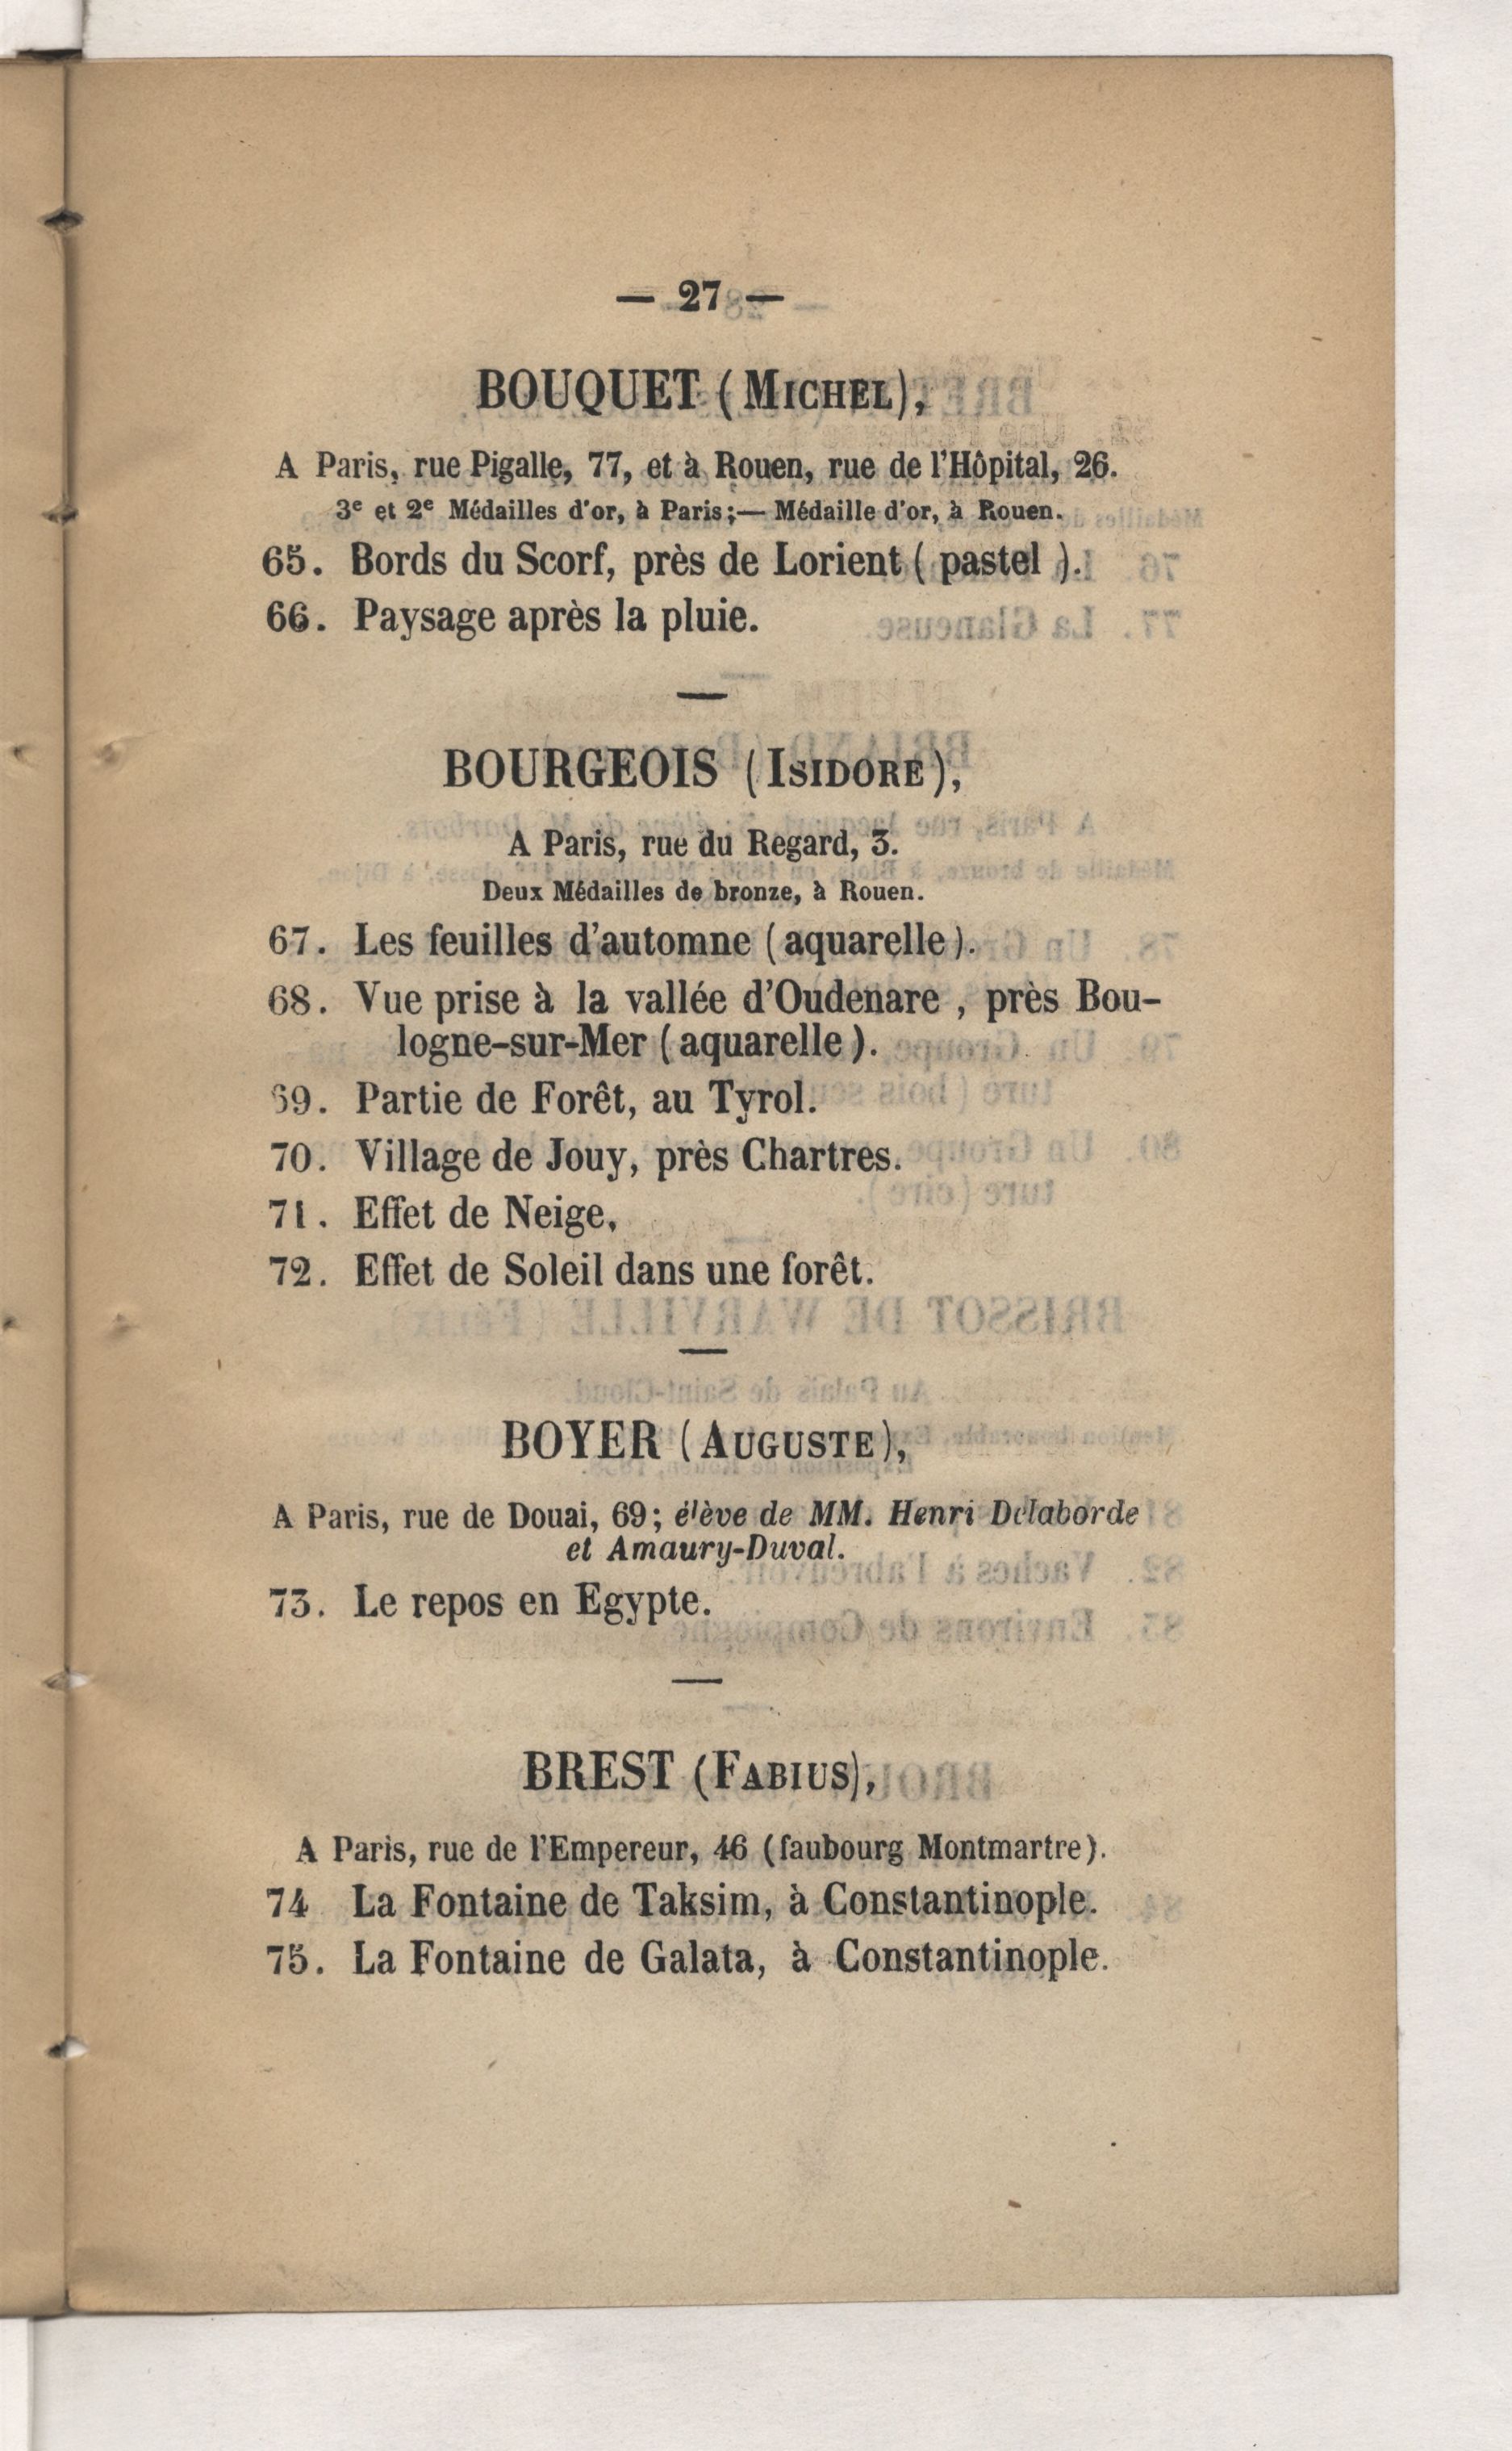 — 27 —
BOUQUET (MICHEL),
A Paris, rue Pigalle, 77, et à Rouen, rue de l'Hôpital, 26.
3e et 2e Médailles d'or, à Paris; — Médaille d'or, à Rouen.
65. Bords du Scorf, près de Lorient ( pastel ).
66. Paysage après la pluie.
BOURGEOIS (ISIDORE),
A Paris, rue du Regard, 3.
Deux Médailles de bronze, à Rouen.
67. Les feuilles d'automne ( aquarelle ).
68. Vue prise à la vallée d'Oudenare , près Bou-
logne-sur-Mer ( aquarelle ).
69. Partie de Forêt, au Tyrol.
70. Village de Jouy, près Chartres.
71. Effet de Neige,
72. Effet de Soleil dans une forêt.
BOYER (AUGUSTE),
A Paris, rue de Douai, 69; élève de MM. Henri Delaborde
et Amaury-Duval.
73. Le repos en Egypte.
BREST (FABIUS),
A Paris, rue de l'Empereur, 46 (faubourg Montmartre).
74 La Fontaine de Taksim, à Constantinople.
75. La Fontaine de Galata, à Constantinople.